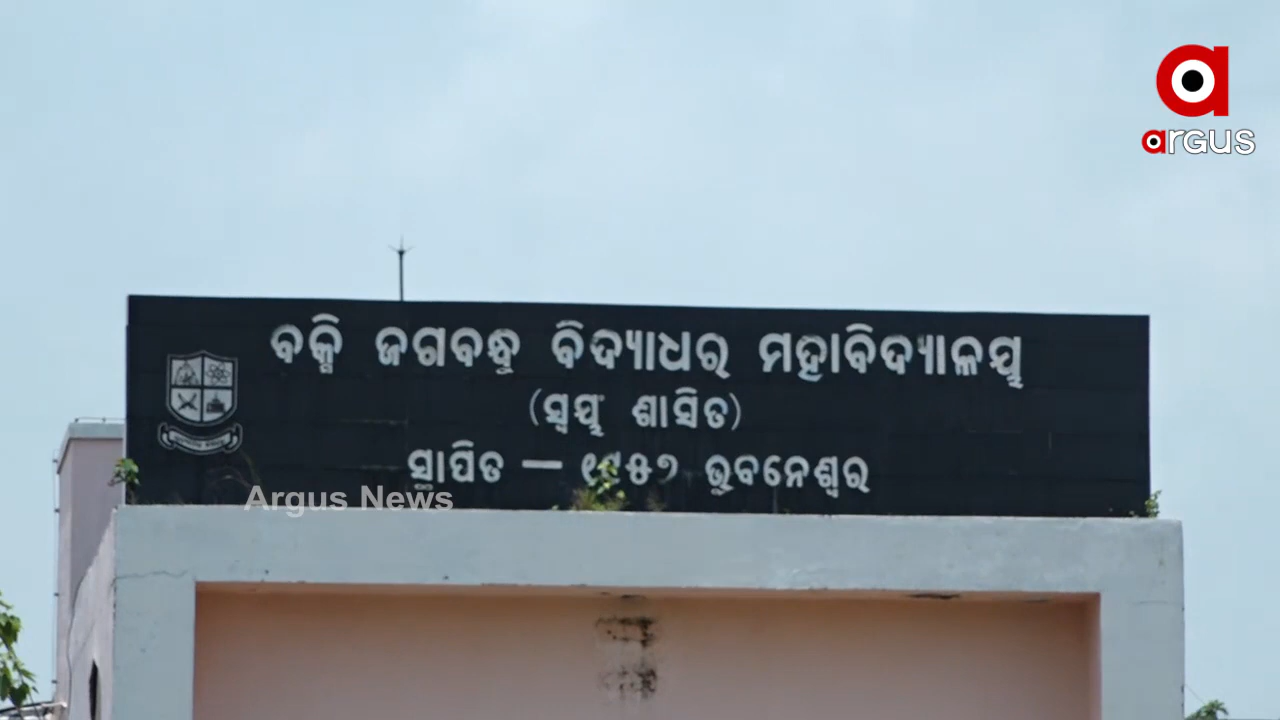 argus
ବକ୍ସି ଜଗବନ୍ଧୁ ବିଦ୍ୟାଧର ମହାବିଦ୍ୟାଳୟ
(ସ୍ୱୟଂ ଶାସିତ)
ସ୍ଥାପିତ — ୧୯୫୭ ଭୁବନେଶ୍ୱର
Argus News